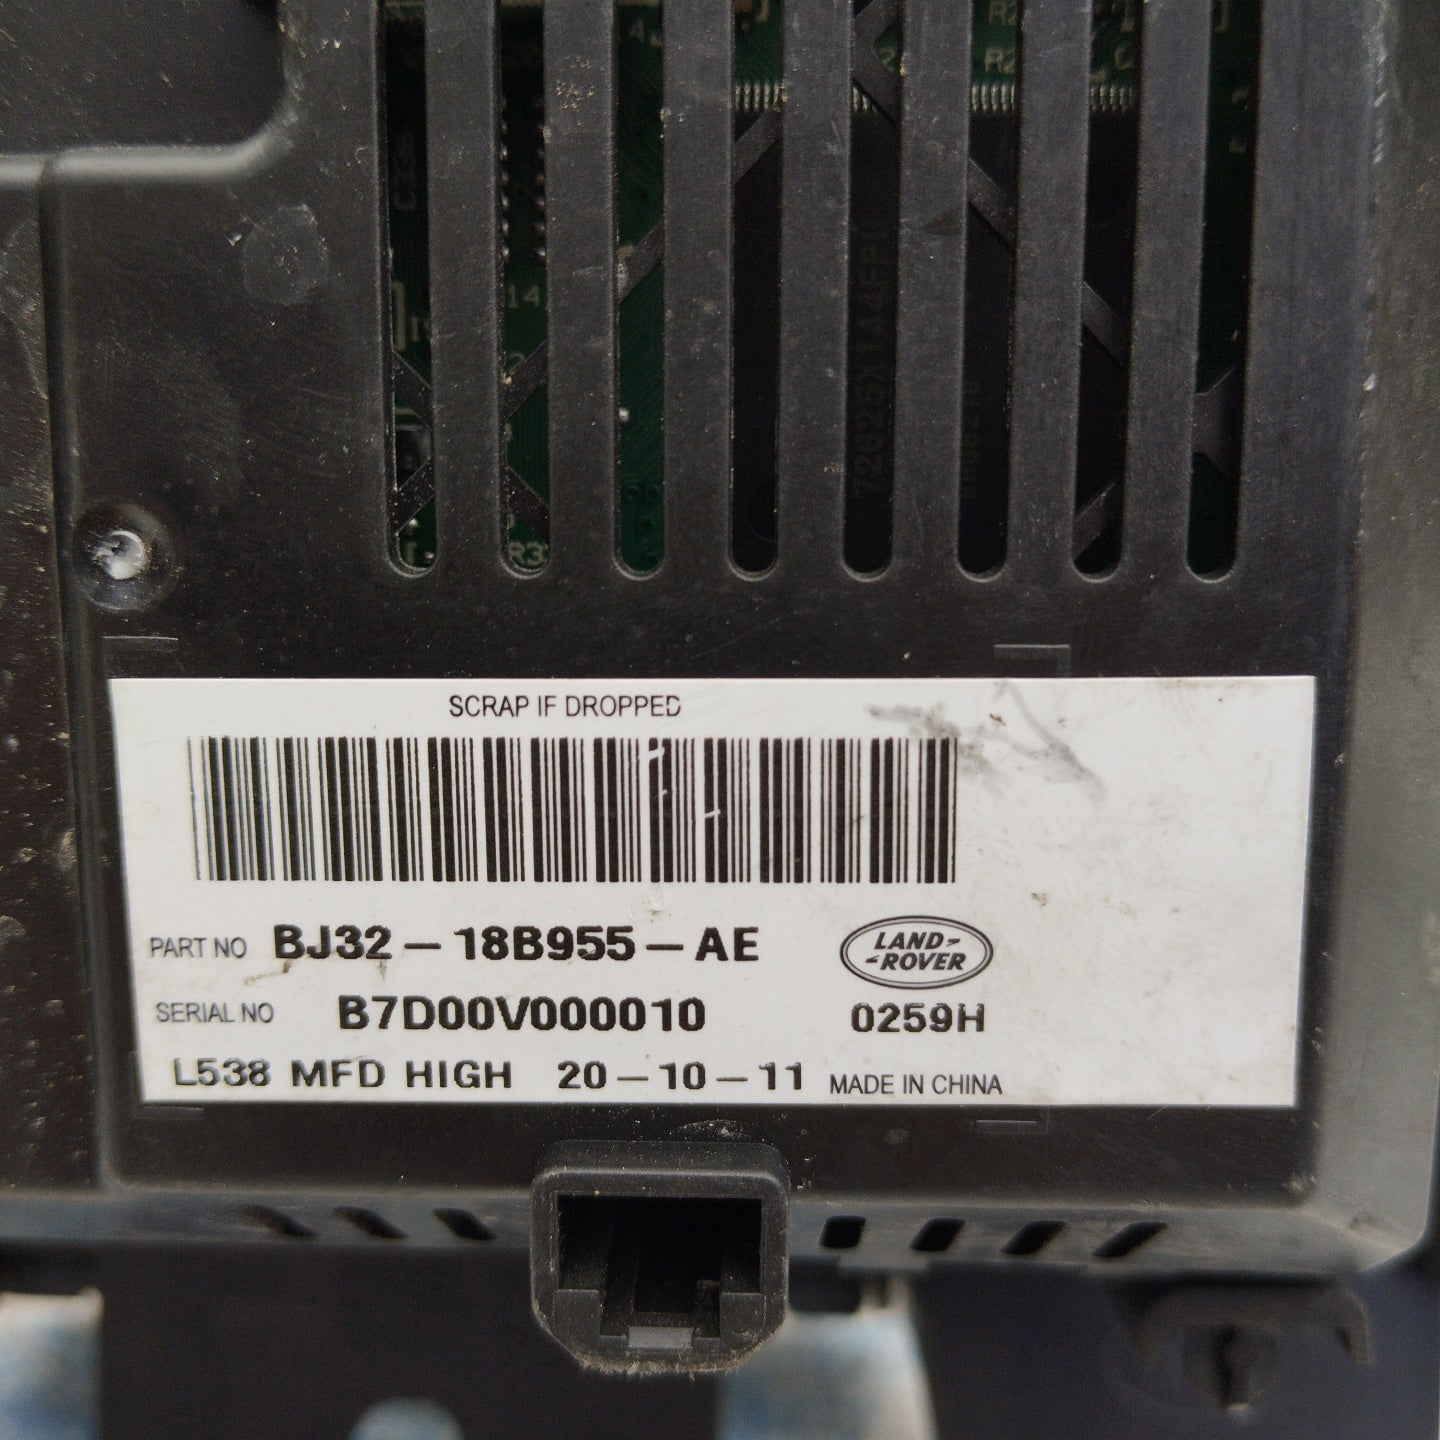 SCRAP IF DROPPED
PART NO BJ32-18B955-AE
LAND-
-ROVER
SERIAL NO B7D00V000010 0259H
L538 MFD HIGH 20-10-11 MADE IN CHINA